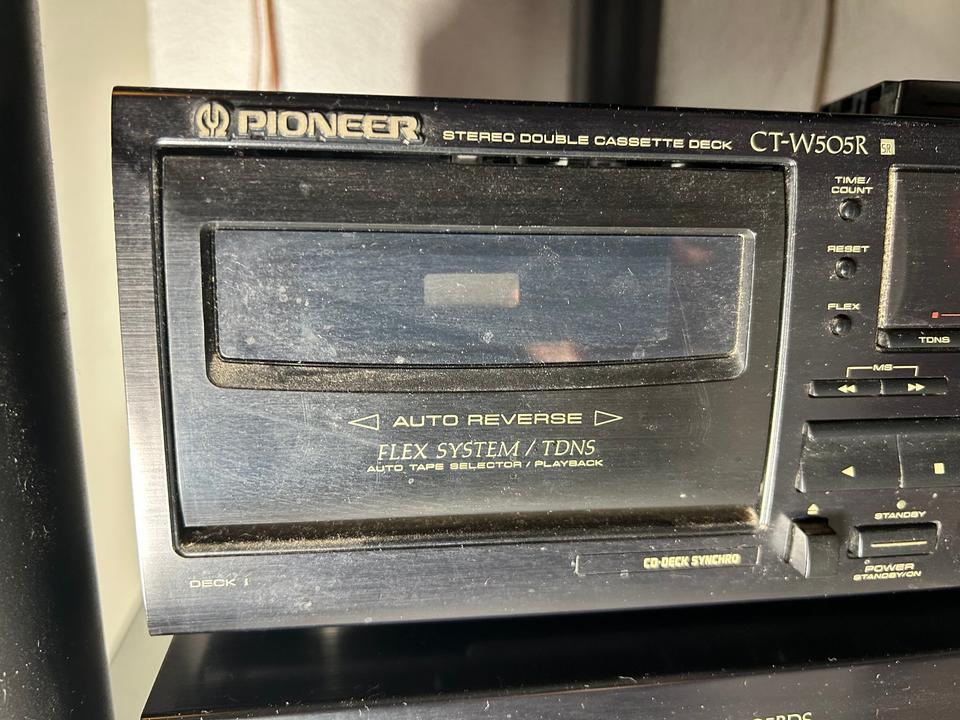 PIONEER STEREO DOUBLE CASSETTE DECK CT-W505R SR
TIME/
COUNT
RESET
FLEX
TDNS
MS
AUTO REVERSE
FLEX SYSTEM / TDNS
AUTO TAPE SELECTOR / PLAYBACK
STANDBY
CD·DECK SYNCHRO
POWER
STANDBY/ON
DECK I